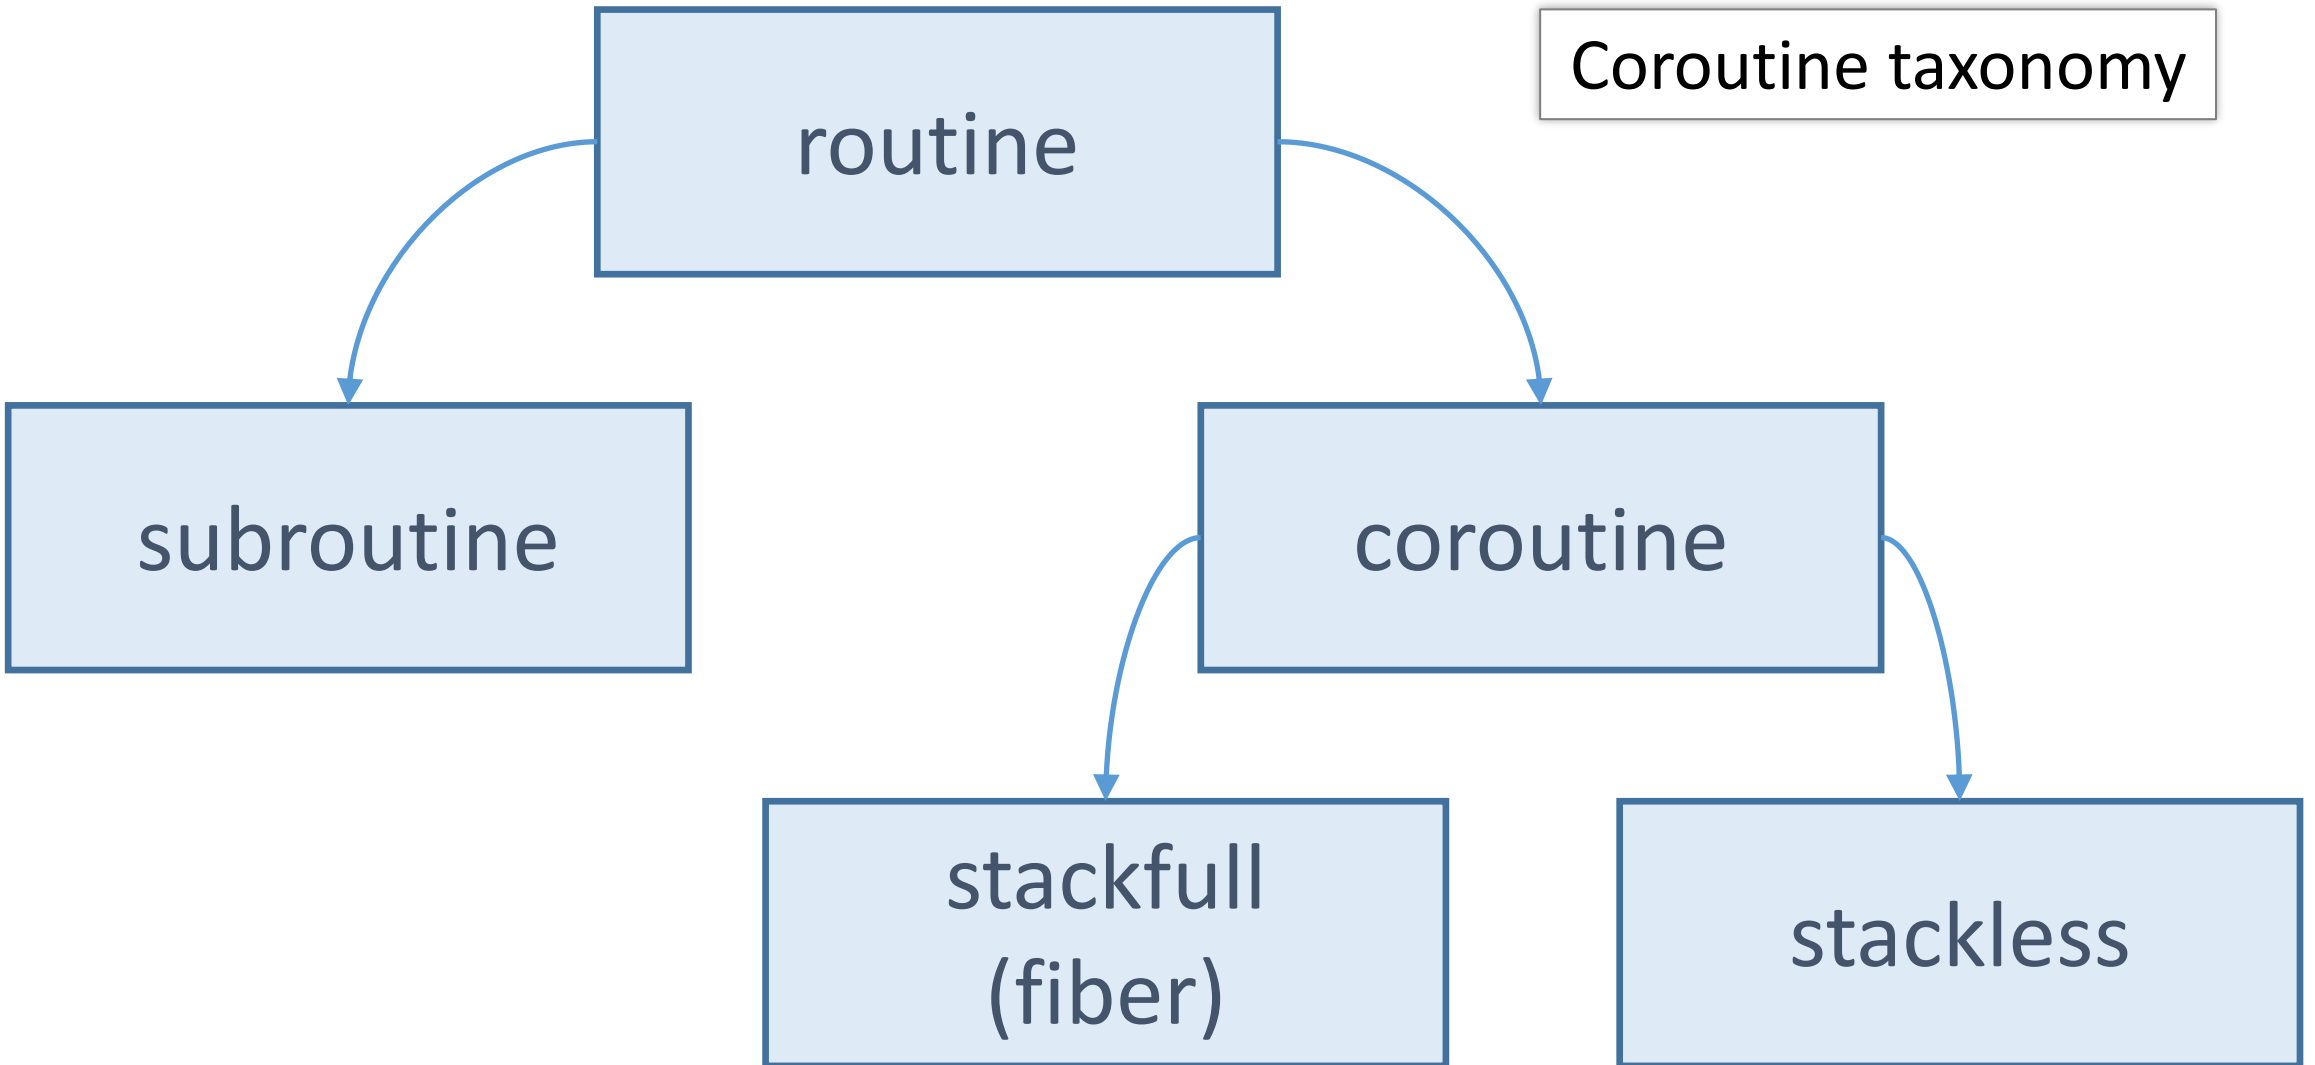 Coroutine taxonomy
routine
subroutine
coroutine
stackfull
(fiber)
stackless